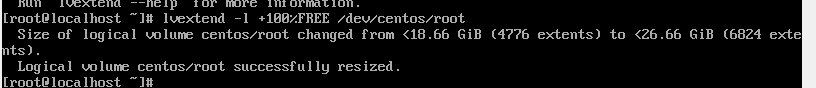 Run `lvextend --help' for more information.
[root@localhost ~]# lvextend -l +100%FREE /dev/centos/root
  Size of logical volume centos/root changed from <18.66 GiB (4776 extents) to <26.66 GiB (6824 exte
nts).
  Logical volume centos/root successfully resized.
[root@localhost ~]#